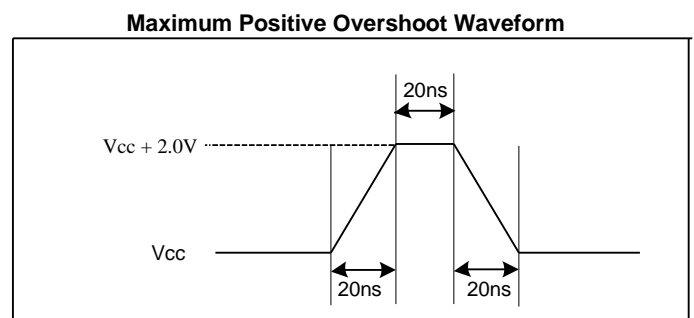 Maximum Positive Overshoot Waveform
20ns
Vcc + 2.0V
Vcc
20ns
20ns